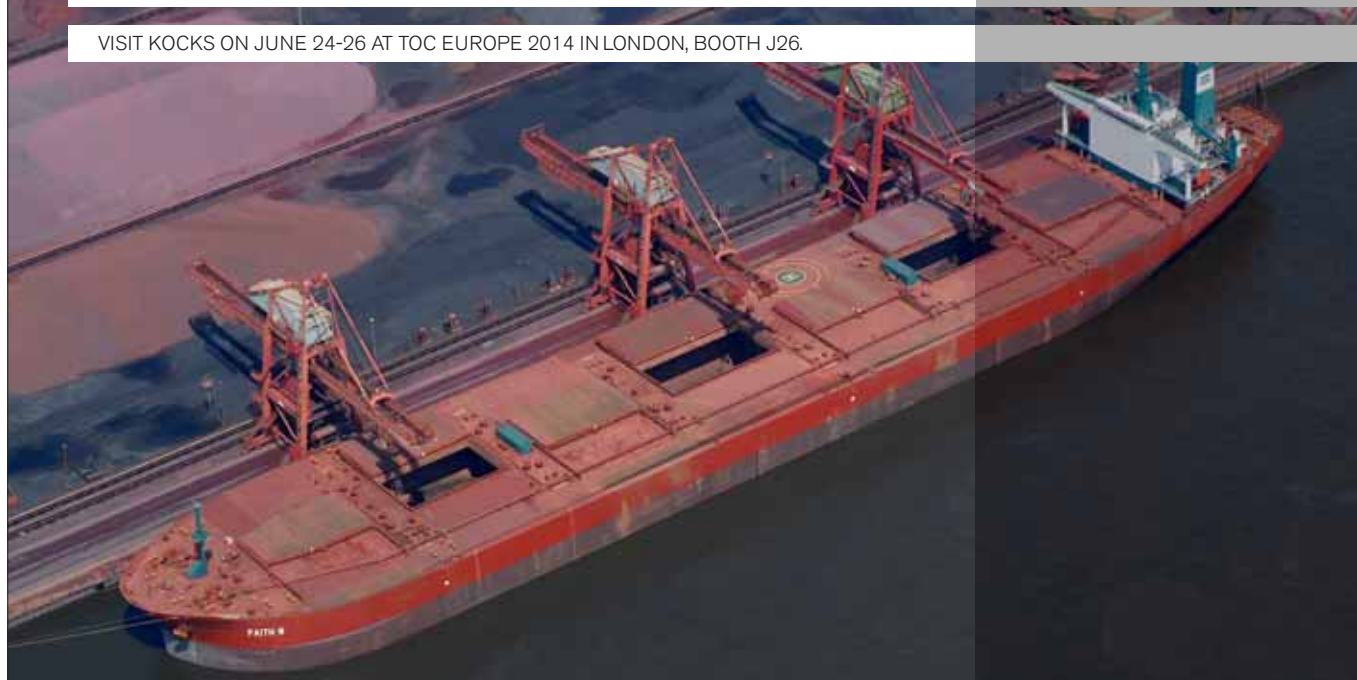 VISIT KOCKS ON JUNE 24-26 AT TOC EUROPE 2014 IN LONDON, BOOTH J26.
FAITH N